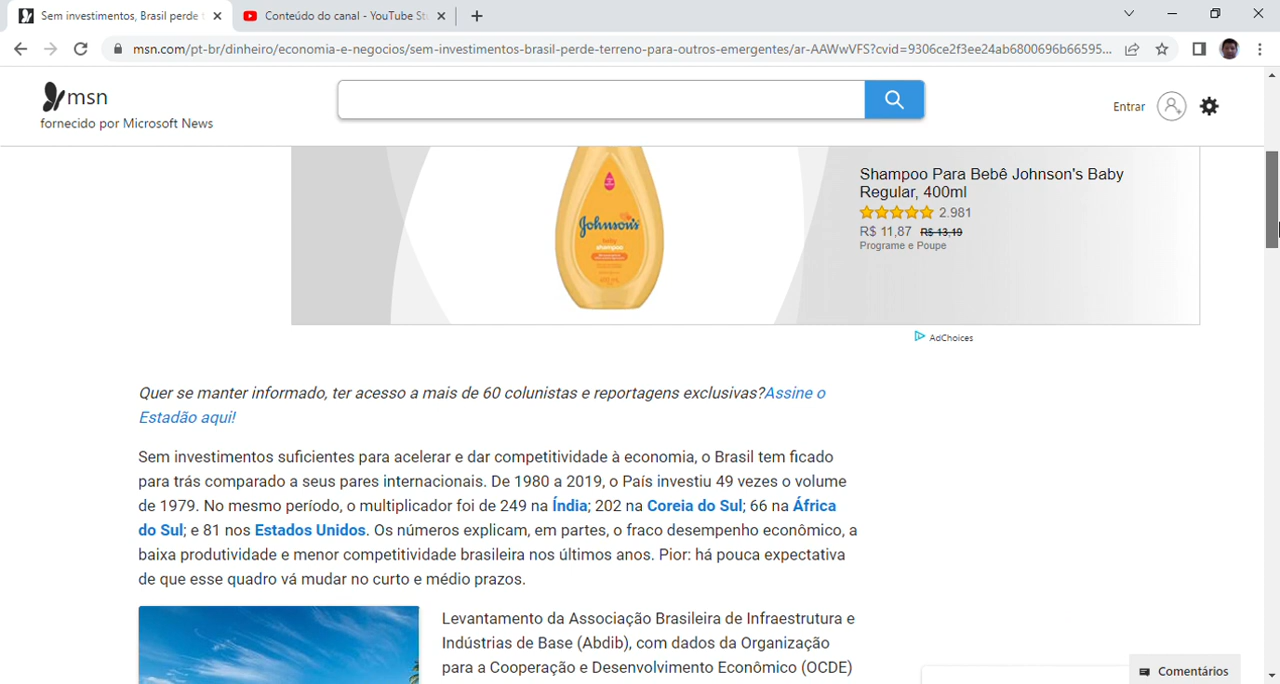 Sem investimentos, Brasil perde t
Conteúdo do canal - YouTube St
msn.com/pt-br/dinheiro/economia-e-negocios/sem-investimentos-brasil-perde-terreno-para-outros-emergentes/ar-AAWwVFS?cvid=9306ce2f3ee24ab6800696b66595...
msn
fornecido por Microsoft News
Entrar
Johnson's
baby
shampoo
Shampoo Para Bebê Johnson's Baby
Regular, 400ml
2.981
R$ 11,87 R$ 13,19
Programe e Poupe
AdChoices
Quer se manter informado, ter acesso a mais de 60 colunistas e reportagens exclusivas?Assine o
Estadão aqui!
Sem investimentos suficientes para acelerar e dar competitividade à economia, o Brasil tem ficado
para trás comparado a seus pares internacionais. De 1980 a 2019, o País investiu 49 vezes o volume
de 1979. No mesmo período, o multiplicador foi de 249 na Índia; 202 na Coreia do Sul; 66 na África
do Sul; e 81 nos Estados Unidos. Os números explicam, em partes, o fraco desempenho econômico, a
baixa produtividade e menor competitividade brasileira nos últimos anos. Pior: há pouca expectativa
de que esse quadro vá mudar no curto e médio prazos.
Levantamento da Associação Brasileira de Infraestrutura e
Indústrias de Base (Abdib), com dados da Organização
para a Cooperação e Desenvolvimento Econômico (OCDE)
Comentários